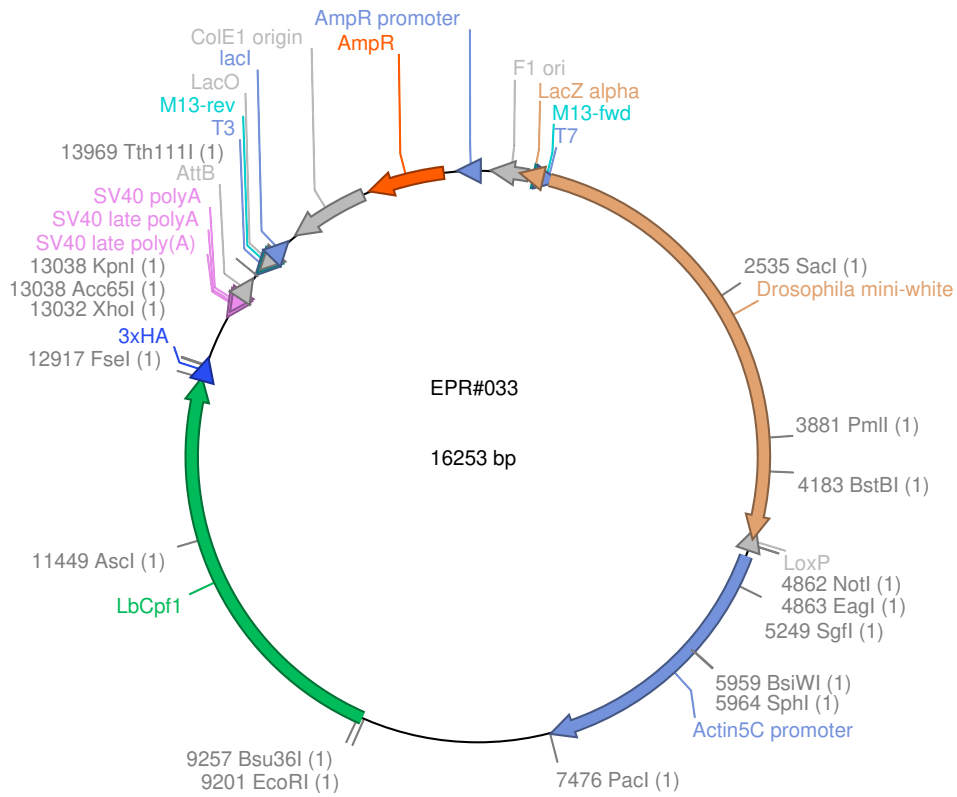 AmpR promoter
ColE1 origin
AmpR
lacI
F1 ori
LacO
LacZ alpha
M13-rev
M13-fwd
T3
T7
13969 Tth111I (1)
AttB
SV40 polyA
SV40 late polyA
SV40 late poly(A)
13038 KpnI (1)
2535 SacI (1)
13038 Acc65I (1)
Drosophila mini-white
13032 XhoI (1)
3xHA
12917 FseI (1)
EPR#033
3881 PmlI (1)
16253 bp
4183 BstBI (1)
11449 AscI (1)
LoxP
4862 NotI (1)
LbCpf1
4863 EagI (1)
5249 SgfI (1)
5959 BsiWI (1)
5964 SphI (1)
Actin5C promoter
9257 Bsu36I (1)
9201 EcoRI (1)
7476 PacI (1)